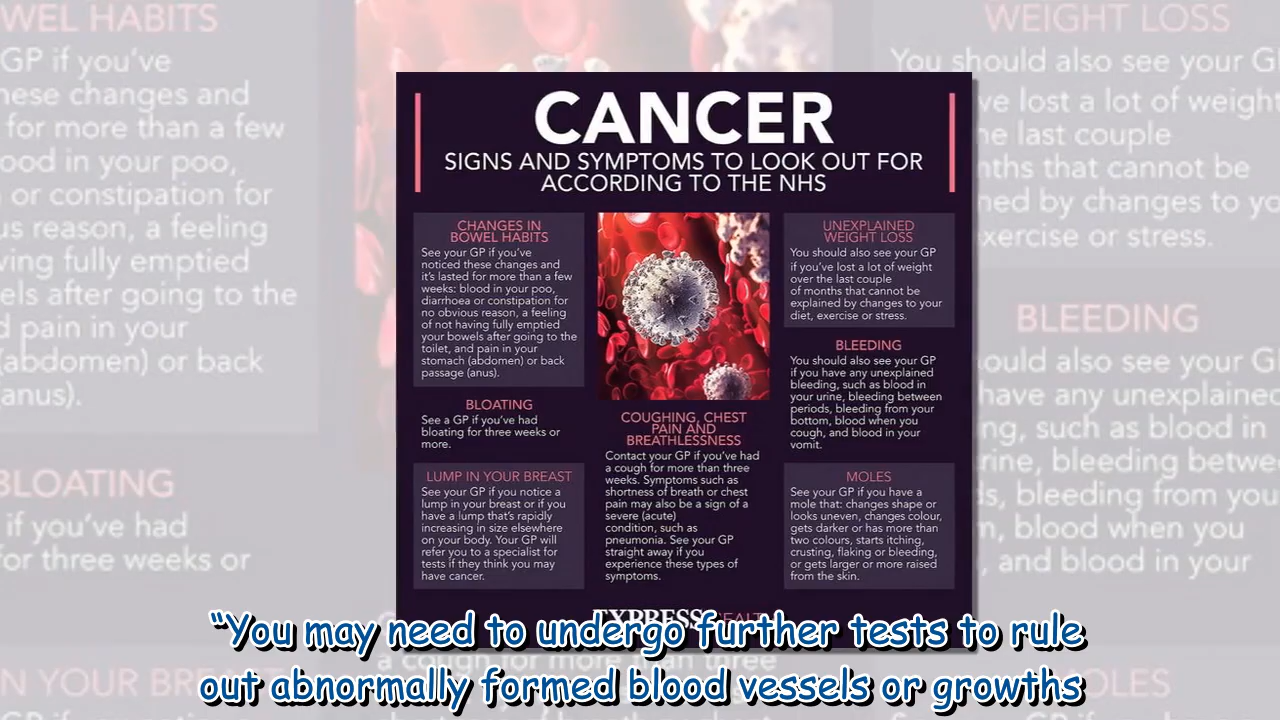 CANCER
SIGNS AND SYMPTOMS TO LOOK OUT FOR
ACCORDING TO THE NHS
CHANGES IN
BOWEL HABITS
See your GP if you've
noticed these changes and
it's lasted for more than a few
weeks: blood in your poo,
diarrhoea or constipation for
no obvious reason, a feeling
of not having fully emptied
your bowels after going to the
toilet, and pain in your
stomach (abdomen) or back
passage (anus).
BLOATING
See a GP if you've had
bloating for three weeks or
more.
LUMP IN YOUR BREAST
See your GP if you notice a
lump in your breast or if you
have a lump that's rapidly
increasing in size elsewhere
on your body. Your GP will
refer you to a specialist for
tests if they think you may
have cancer.
COUGHING, CHEST
PAIN AND
BREATHLESSNESS
Contact your GP if you've had
a cough for more than three
weeks. Symptoms such as
shortness of breath or chest
pain may also be a sign of a
severe (acute)
condition, such as
pneumonia. See your GP
straight away if you
experience these types of
symptoms.
UNEXPLAINED
WEIGHT LOSS
You should also see your GP
if you've lost a lot of weight
over the last couple
of months that cannot be
explained by changes to your
diet, exercise or stress.
BLEEDING
You should also see your GP
if you have any unexplained
bleeding, such as blood in
your urine, bleeding between
periods, bleeding from your
bottom, blood when you
cough, and blood in your
vomit.
MOLES
See your GP if you have a
mole that: changes shape or
looks uneven, changes colour,
gets darker or has more than
two colours, starts itching,
crusting, flaking or bleeding,
or gets larger or more raised
from the skin.
EXPRESS
“You may need to undergo further tests to rule
out abnormally formed blood vessels or growths